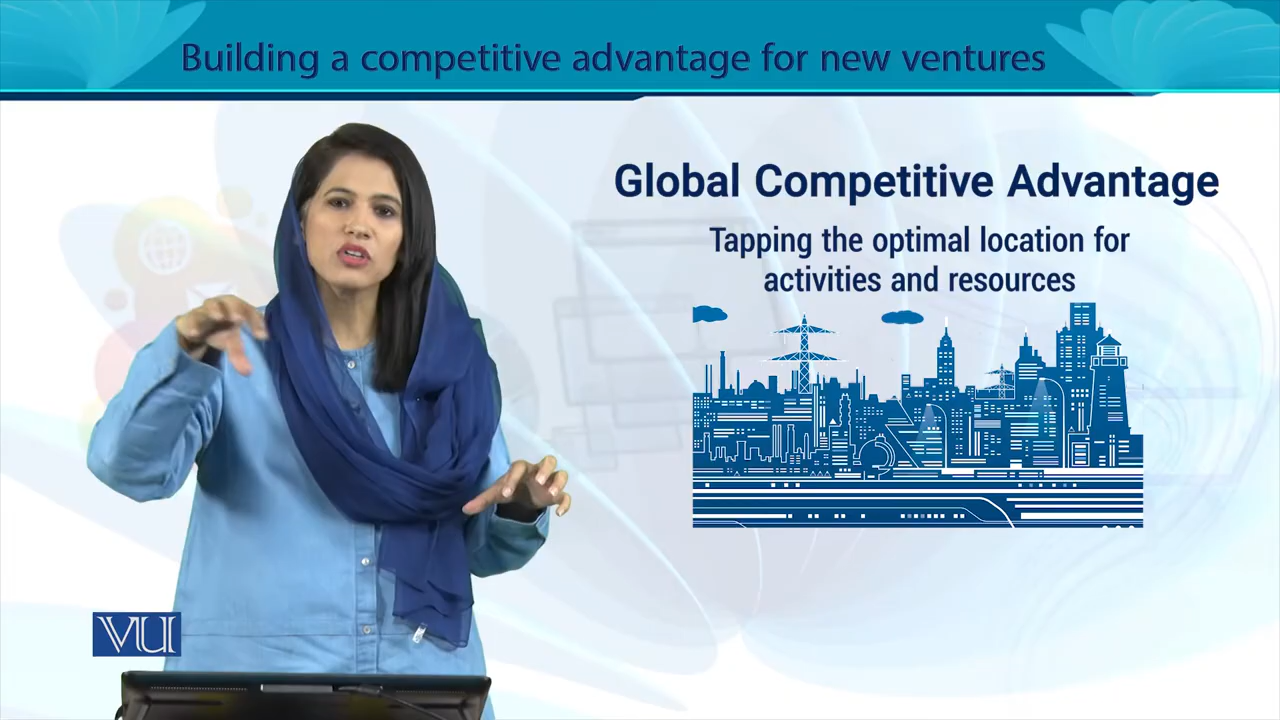 Building a competitive advantage for new ventures
Global Competitive Advantage
Tapping the optimal location for
activities and resources
VU